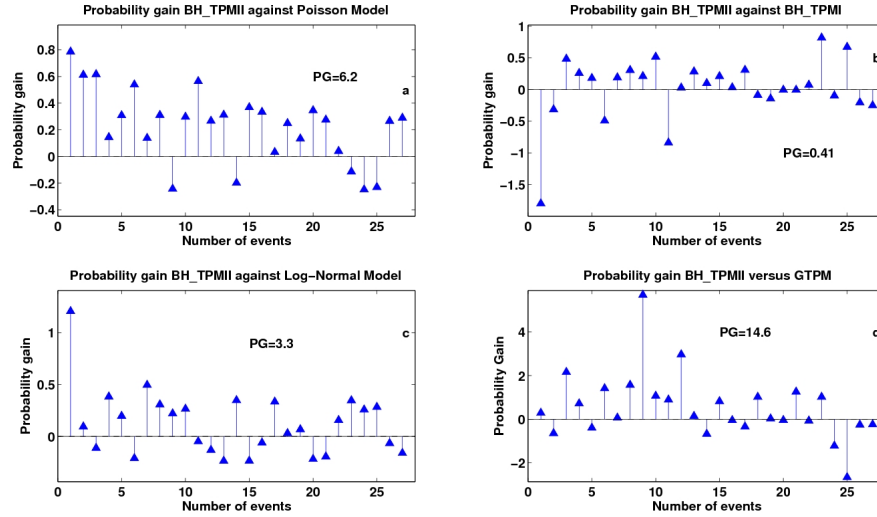 Probability gain BH_TPMII against Poisson Model
Probability gain
0.8
0.6
0.4
0.2
0
−0.2
−0.4
PG=6.2
a
0 5 10 15 20 25
Number of events
Probability gain BH_TPMII against BH_TPMI
Probability gain
1
0.5
0
−0.5
−1
−1.5
b
PG=0.41
0 5 10 15 20 25
Number of events
Probability gain BH_TPMII against Log−Normal Model
Probability gain
1
0.5
0
PG=3.3
c
0 5 10 15 20 25
Number of events
Probability gain BH_TPMII versus GTPM
Probability Gain
4
2
0
−2
PG=14.6
0 5 10 15 20 25
Number of events